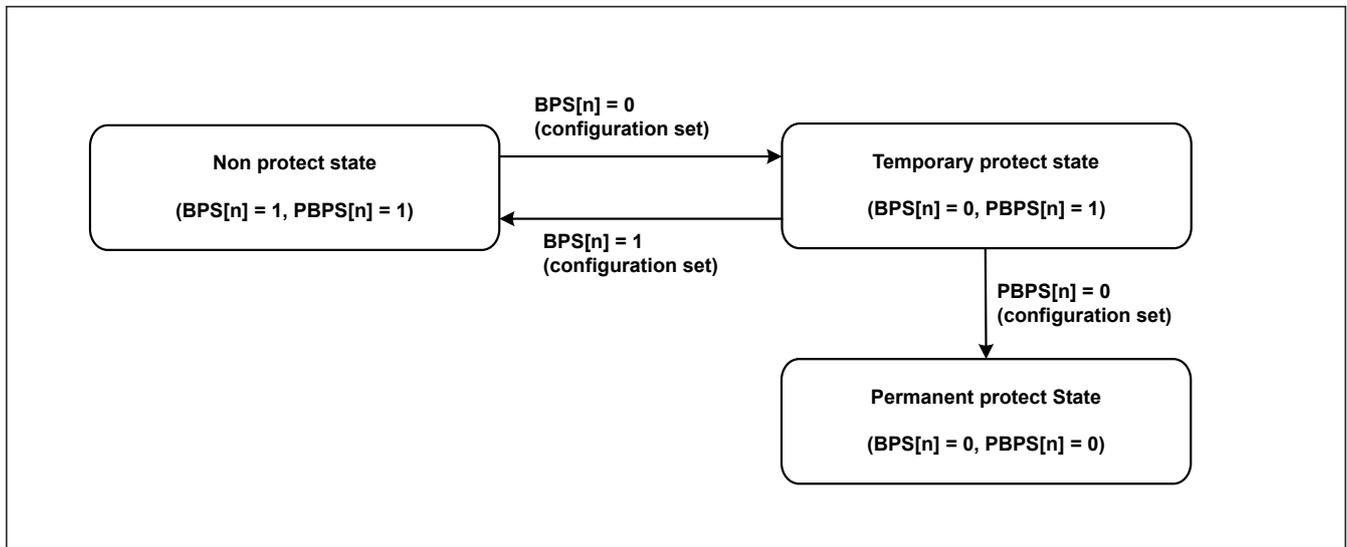 BPS[n] = 0
(configuration set)
Non protect state
(BPS[n] = 1, PBPS[n] = 1)
Temporary protect state
(BPS[n] = 0, PBPS[n] = 1)
BPS[n] = 1
(configuration set)
PBPS[n] = 0
(configuration set)
Permanent protect State
(BPS[n] = 0, PBPS[n] = 0)